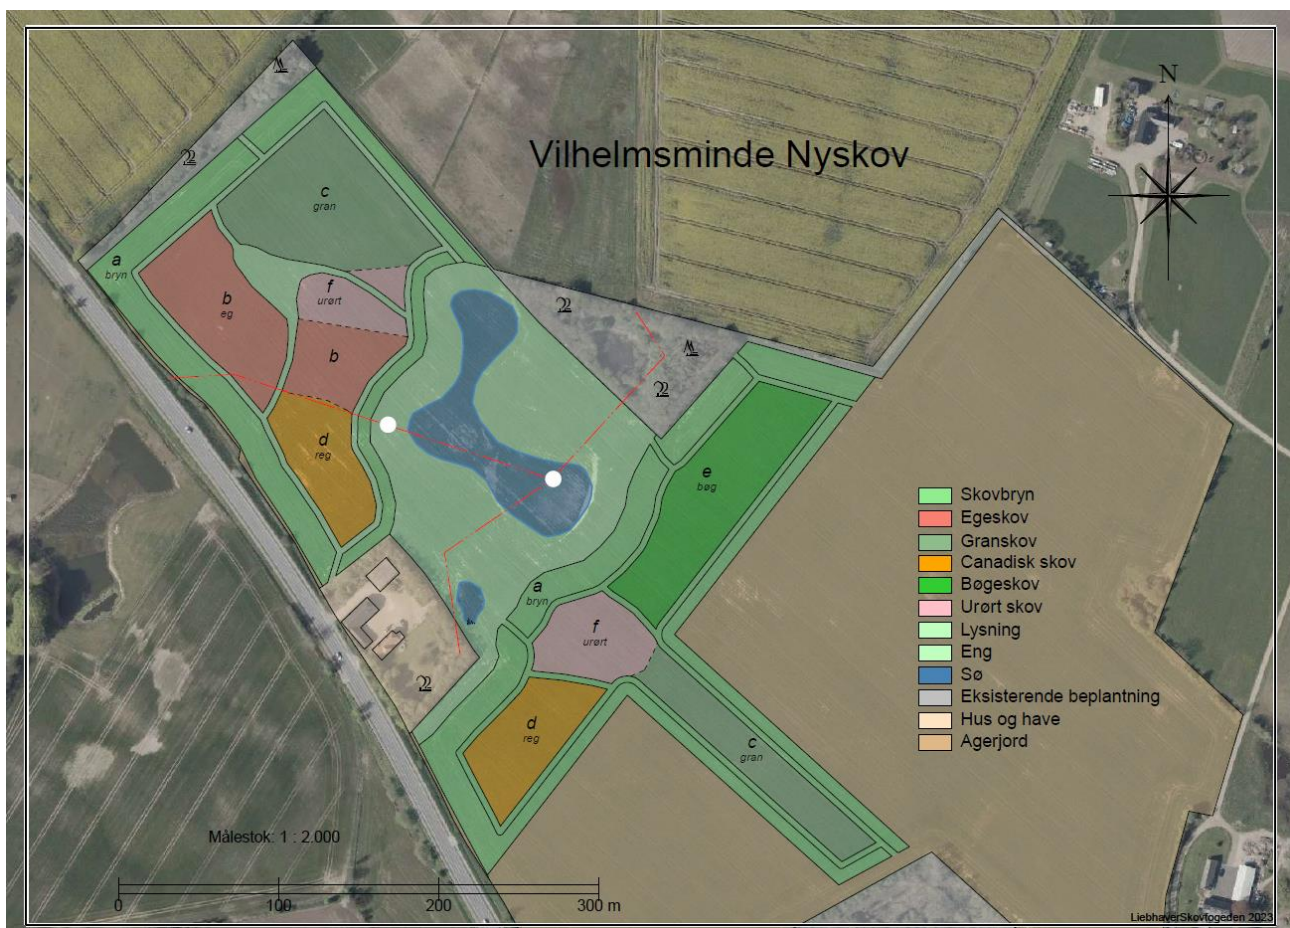 N
Vilhelmsminde Nyskov
c
gran
a
bryn
f
urørt
b
eg
b
d
reg
e
bøg
Skovbryn
Egeskov
Granskov
Canadisk skov
Bøgeskov
Urørt skov
Lysning
Eng
Sø
Eksisterende beplantning
Hus og have
Agerjord
a
bryn
f
urørt
d
reg
c
gran
Målestok: 1 : 2.000
0 100 200 300 m
LiebhaverSkovfogeden 2023